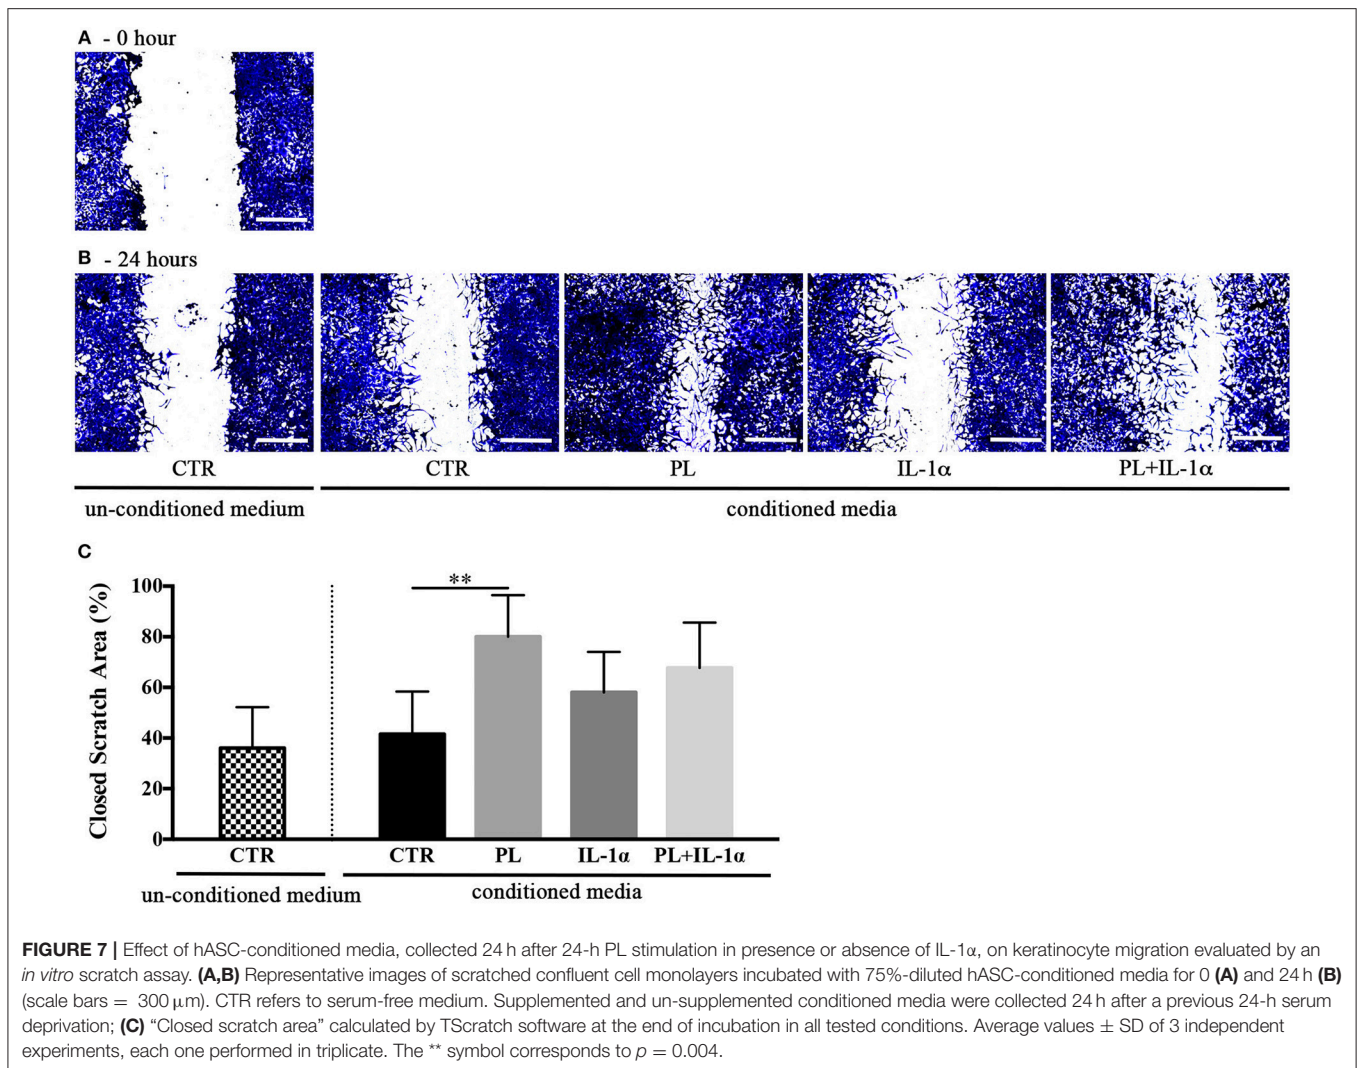 A - 0 hour
B - 24 hours
CTR CTR PL IL-1α PL+IL-1α
un-conditioned medium conditioned media
C
Closed Scratch Area (%)
100
80
60
40
20
0
**
CTR CTR PL IL-1α PL+IL-1α
un-conditioned medium conditioned media
FIGURE 7 | Effect of hASC-conditioned media, collected 24 h after 24-h PL stimulation in presence or absence of IL-1α, on keratinocyte migration evaluated by an
in vitro scratch assay. (A,B) Representative images of scratched confluent cell monolayers incubated with 75%-diluted hASC-conditioned media for 0 (A) and 24 h (B)
(scale bars = 300 μm). CTR refers to serum-free medium. Supplemented and un-supplemented conditioned media were collected 24 h after a previous 24-h serum
deprivation; (C) “Closed scratch area” calculated by TScratch software at the end of incubation in all tested conditions. Average values ± SD of 3 independent
experiments, each one performed in triplicate. The ** symbol corresponds to p = 0.004.